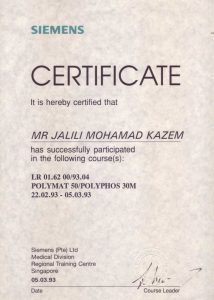 SIEMENS
CERTIFICATE
It is hereby certified that
MR JALILI MOHAMAD KAZEM
has successfully participated
in the following course(s):
LR 01.62 00/93.04
POLYMAT 50/POLYPHOS 30M
22.02.93 - 05.03.93
Siemens (Pte) Ltd
Medical Division
Regional Training Centre
Singapore
05.03.93
Date
Course Leader